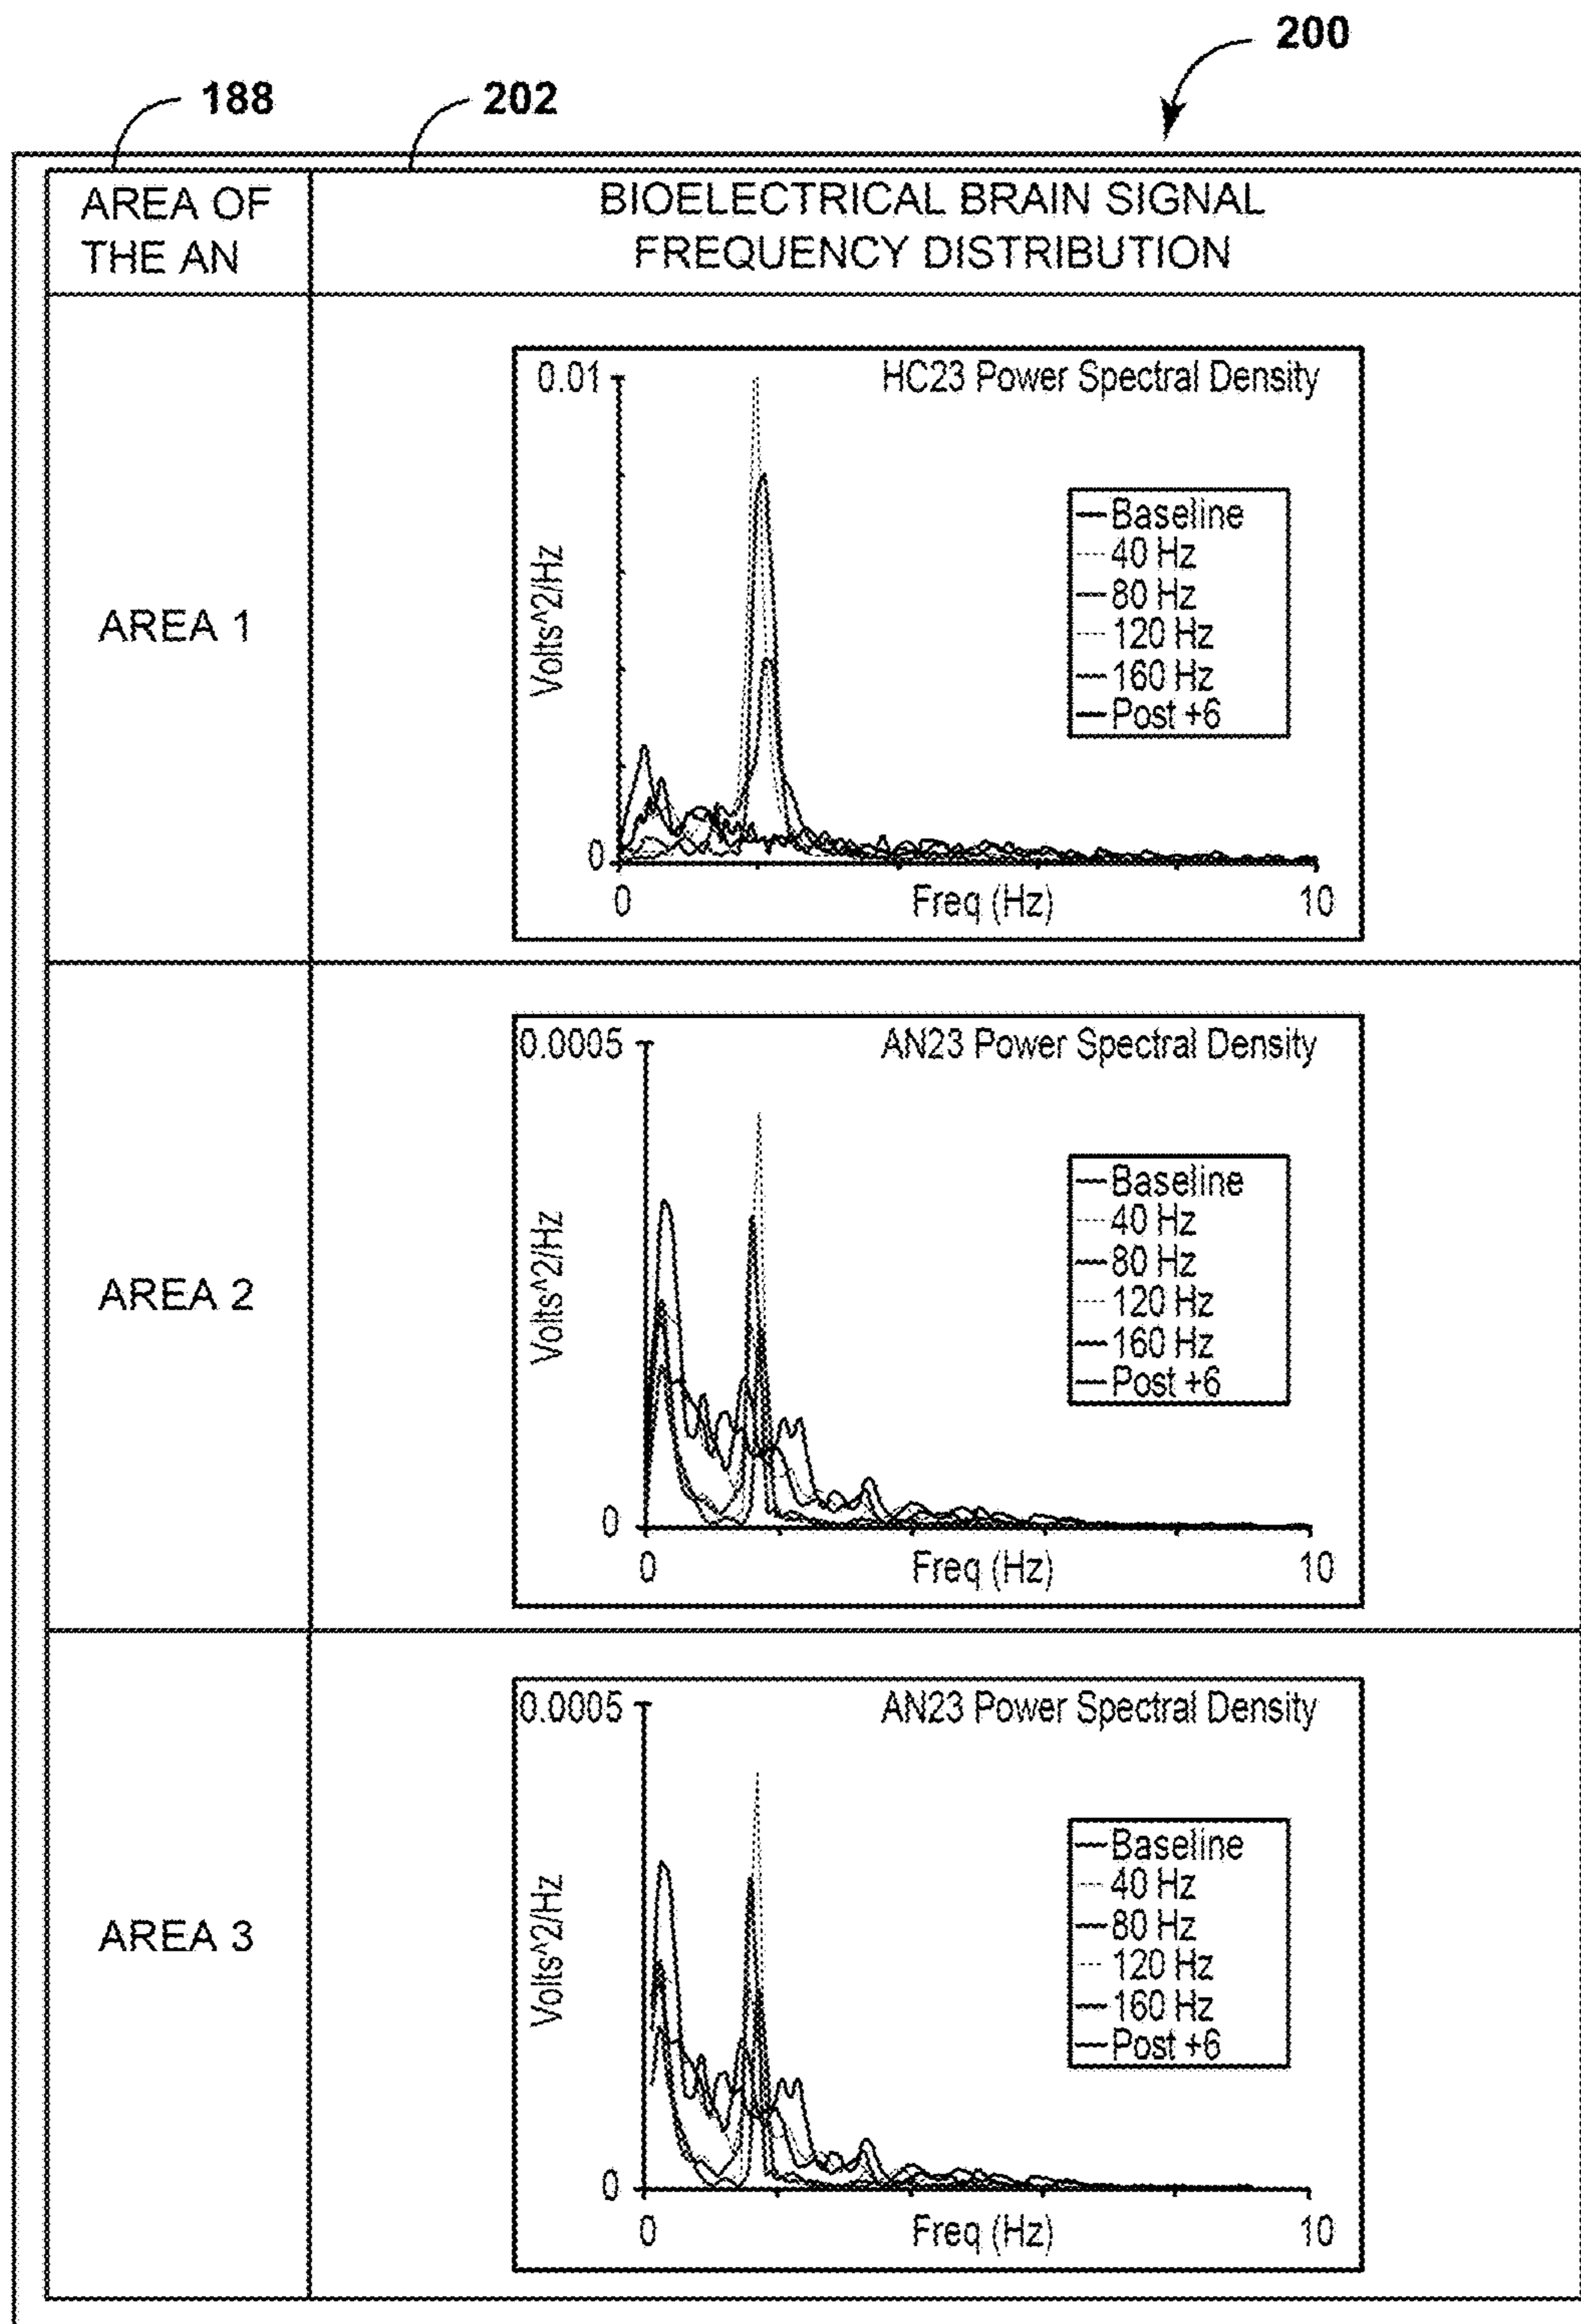 200
188
202
AREA OF
THE AN
BIOELECTRICAL BRAIN SIGNAL
FREQUENCY DISTRIBUTION
AREA 1
HC23 Power Spectral Density
0.01
Volts^2/Hz
Baseline
40 Hz
80 Hz
120 Hz
160 Hz
Post +6
0
0
Freq (Hz)
10
AREA 2
AN23 Power Spectral Density
0.0005
Volts^2/Hz
Baseline
40 Hz
80 Hz
120 Hz
160 Hz
Post +6
0
0
Freq (Hz)
10
AREA 3
AN23 Power Spectral Density
0.0005
Volts^2/Hz
Baseline
40 Hz
80 Hz
120 Hz
160 Hz
Post +6
0
0
Freq (Hz)
10